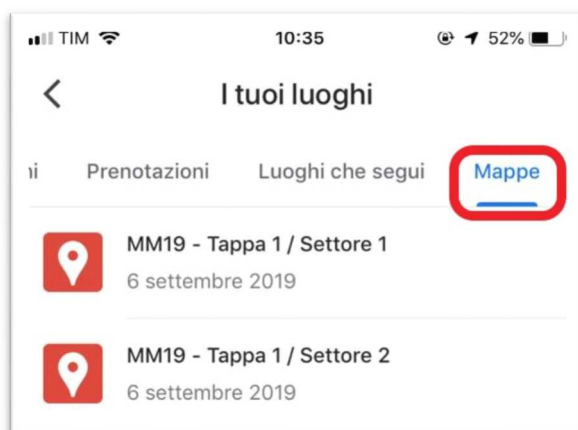 TIM 10:35 52%
I tuoi luoghi
ni Prenotazioni Luoghi che segui Mappe
MM19 - Tappa 1 / Settore 1
6 settembre 2019
MM19 - Tappa 1 / Settore 2
6 settembre 2019